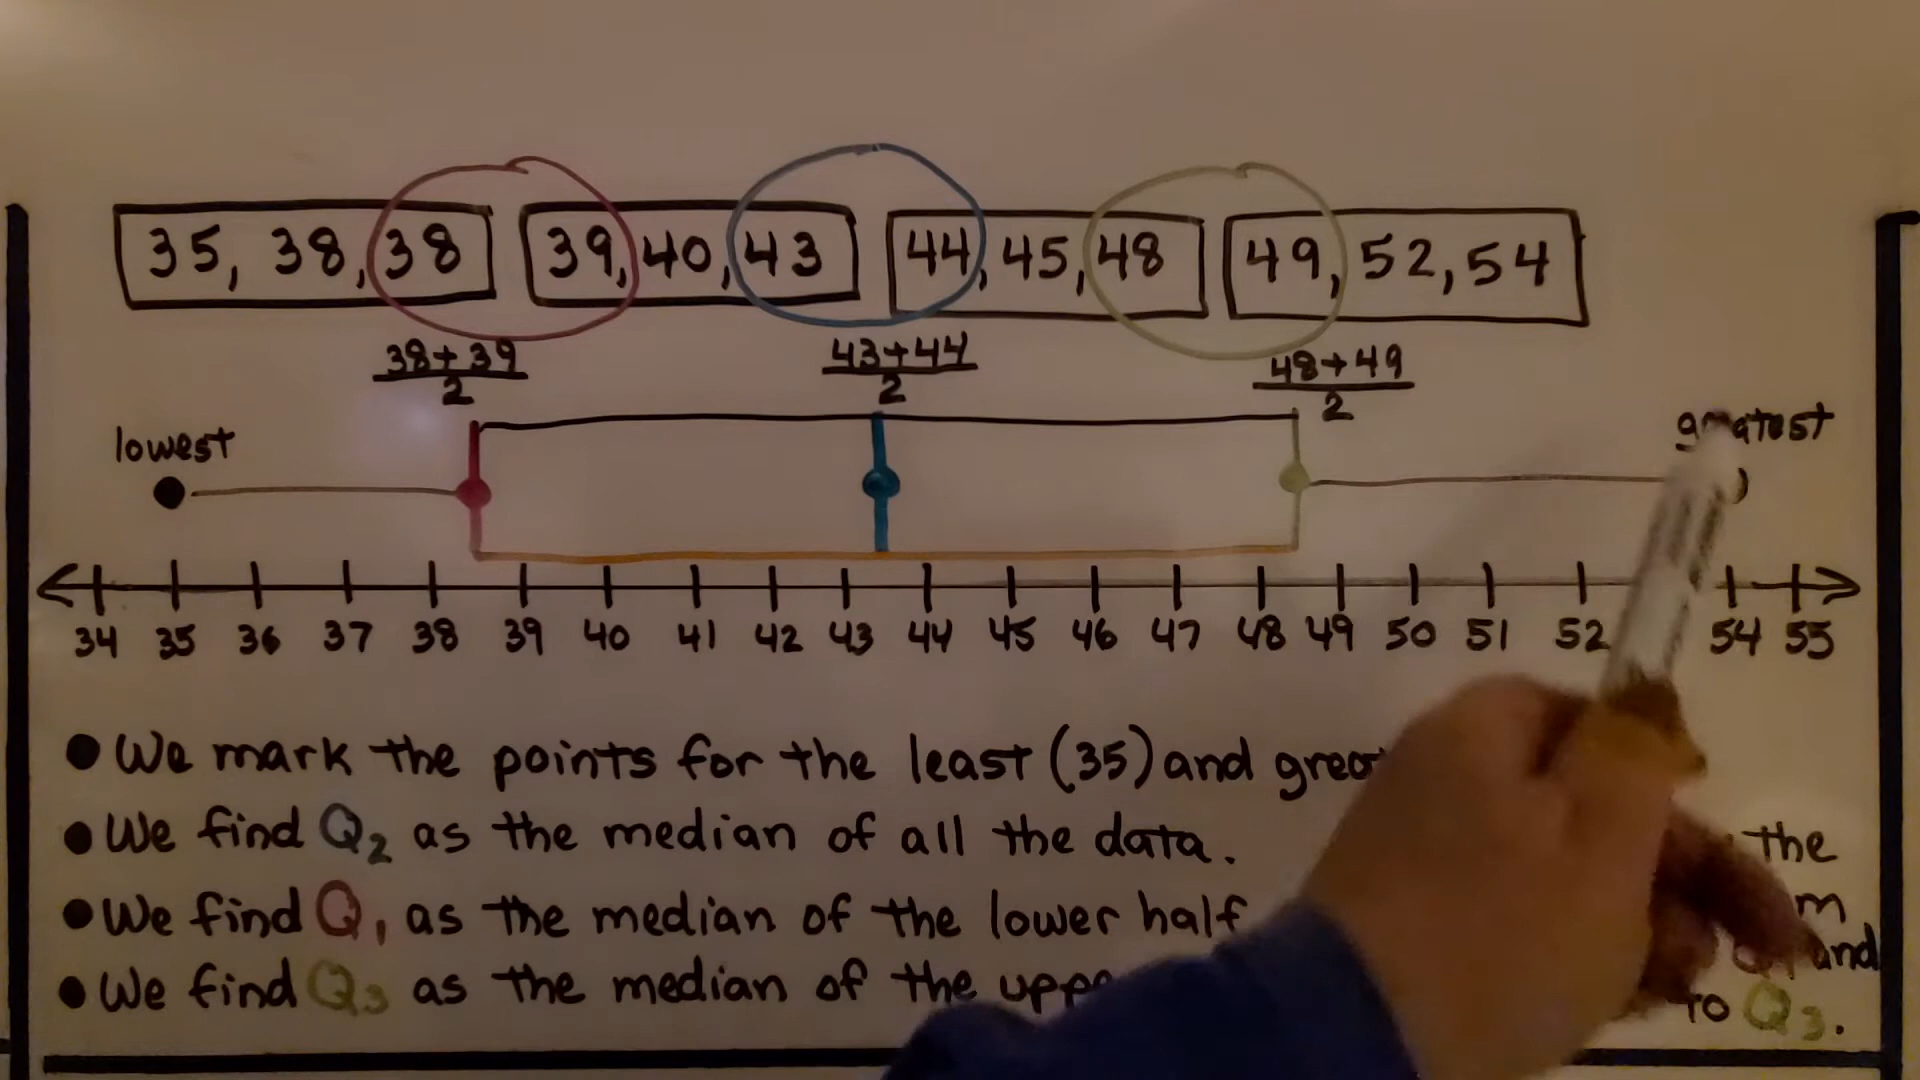 35, 38, 38 39, 40, 43 44, 45, 48 49, 52, 54
38+39 43+44 48+49
2 2 2
lowest greatest
34 35 36 37 38 39 40 41 42 43 44 45 46 47 48 49 50 51 52 54 55
● We mark the points for the least (35) and
● We find Q2 as the median of all the data. the
● We find Q1 as the median of the lower half
and
● We find Q3 as the median of the
to Q3.